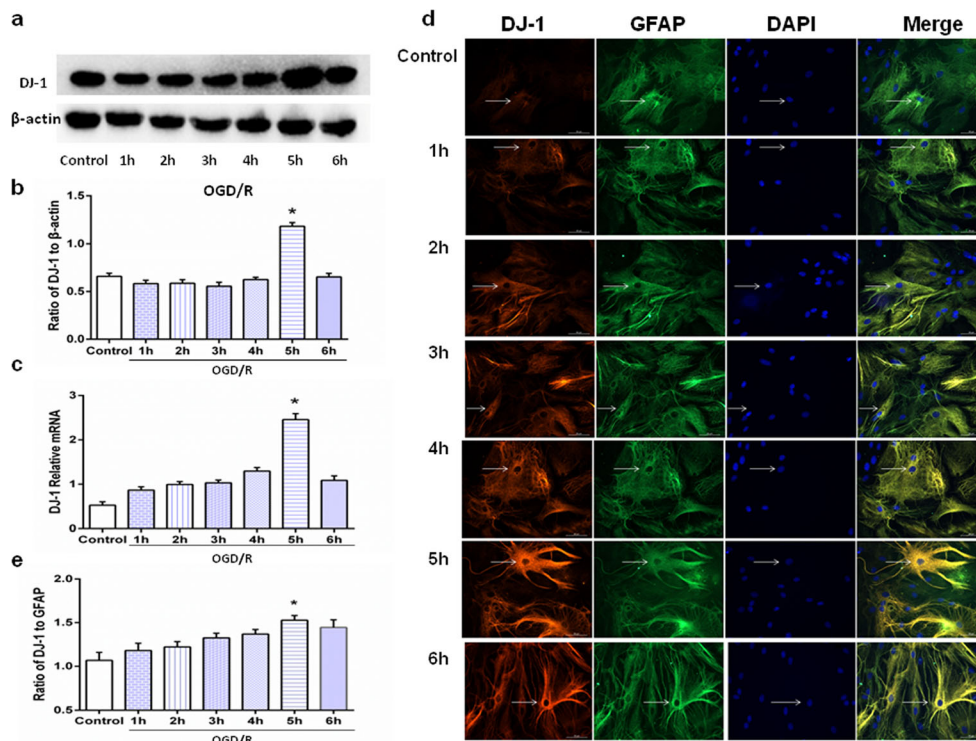 a
DJ-1
β-actin
Control 1h 2h 3h 4h 5h 6h
OGD/R
b
Ratio of DJ-1 to β-actin
1.5
1.0
0.5
0.0
*
Control 1h 2h 3h 4h 5h 6h
OGD/R
c
DJ-1 Relative mRNA
3
2
1
0
*
Control 1h 2h 3h 4h 5h 6h
OGD/R
e
Ratio of DJ-1 to GFAP
2.0
1.5
1.0
0.5
*
Control 1h 2h 3h 4h 5h 6h
OGD/R
d
DJ-1 GFAP DAPI Merge
Control
1h
2h
3h
4h
5h
6h